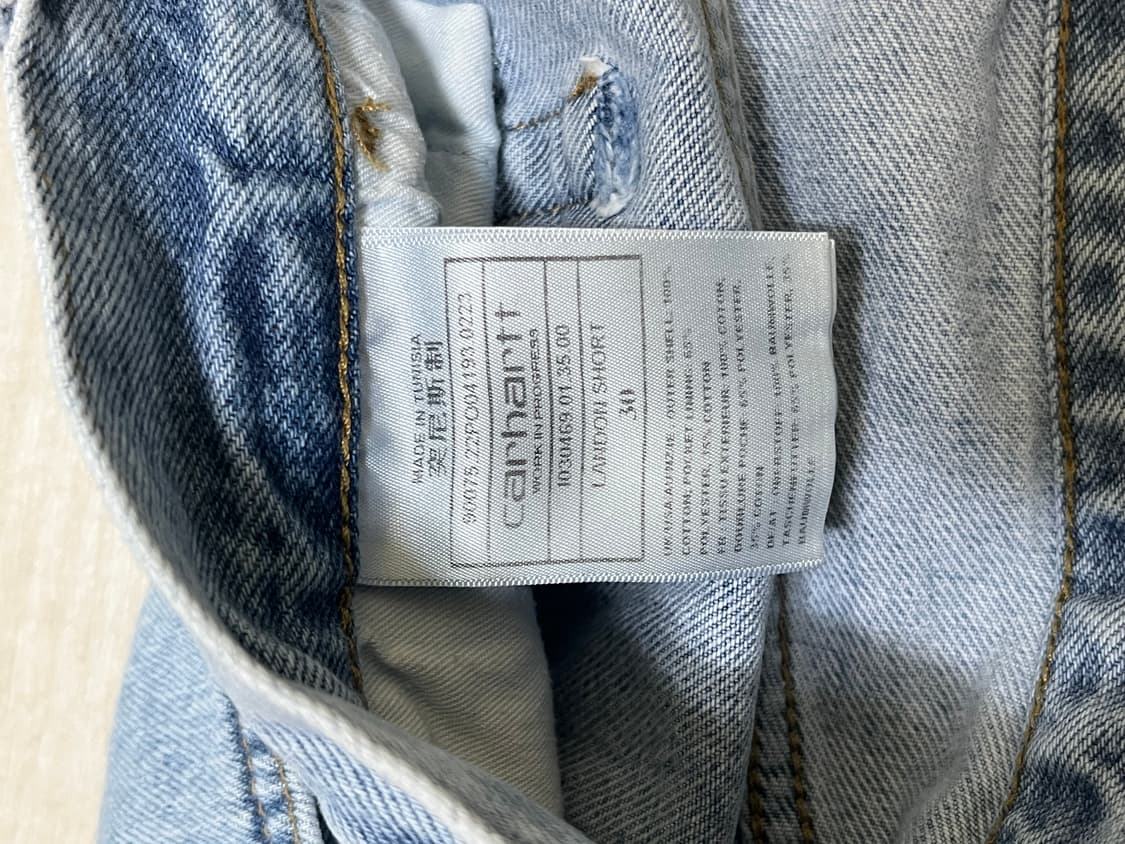 MADE IN TUNISIA
突尼斯制
90075.22PO04193.0223
carhartt
WORK IN PROGRESS
I030469.01.35.00
LANDON SHORT
30
UK/USA/AU/NZ/IE: OUTER SHELL: 100%
COTTON, POCKET LINING: 65%
POLYESTER, 35% COTTON
FR: TISSU EXTERIEUR: 100% COTON,
DOUBLURE POCHE: 65% POLYESTER,
35% COTON
DE/AT: OBERSTOFF: 100% BAUMWOLLE,
TASCHENFUTTER: 65% POLYESTER, 35%
BAUMWOLLE